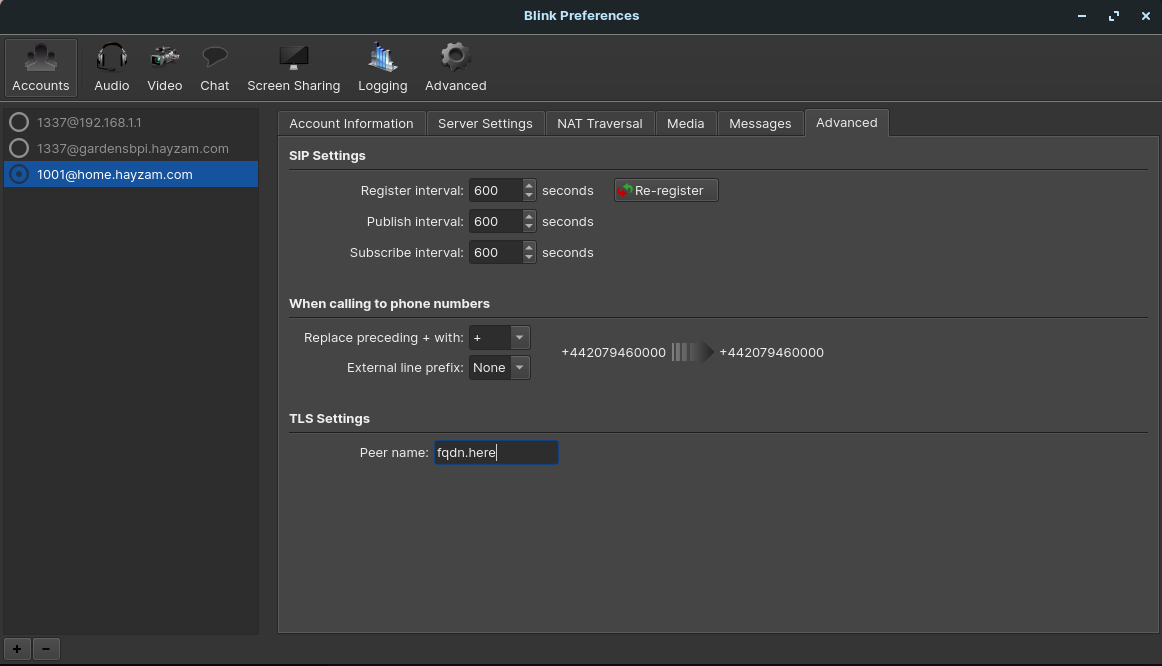 Blink Preferences
Accounts Audio Video Chat Screen Sharing Logging Advanced
1337@192.168.1.1
1337@gardensbpi.hayzam.com
1001@home.hayzam.com
Account Information Server Settings NAT Traversal Media Messages Advanced
SIP Settings
Register interval: 600 seconds Re-register
Publish interval: 600 seconds
Subscribe interval: 600 seconds
When calling to phone numbers
Replace preceding + with: +
+442079460000 +442079460000
External line prefix: None
TLS Settings
Peer name: fqdn.here
+ −